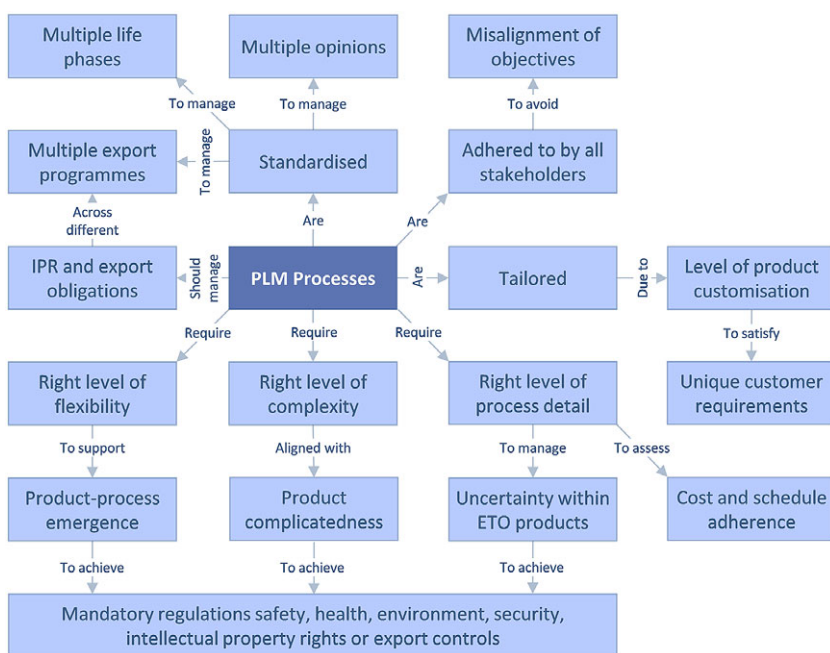 Multiple life
phases
Multiple opinions
Misalignment of
objectives
To manage
To manage
To avoid
Multiple export
programmes
To manage
Standardised
Adhered to by all
stakeholders
Across
different
Are
Are
IPR and export
obligations
Should
manage
PLM Processes
Are
Tailored
Due to
Level of product
customisation
Require
Require
Require
To satisfy
Right level of
flexibility
Right level of
complexity
Right level of
process detail
Unique customer
requirements
To support
Aligned with
To manage
To assess
Product-process
emergence
Product
complicatedness
Uncertainty within
ETO products
Cost and schedule
adherence
To achieve
To achieve
To achieve
Mandatory regulations safety, health, environment, security,
intellectual property rights or export controls